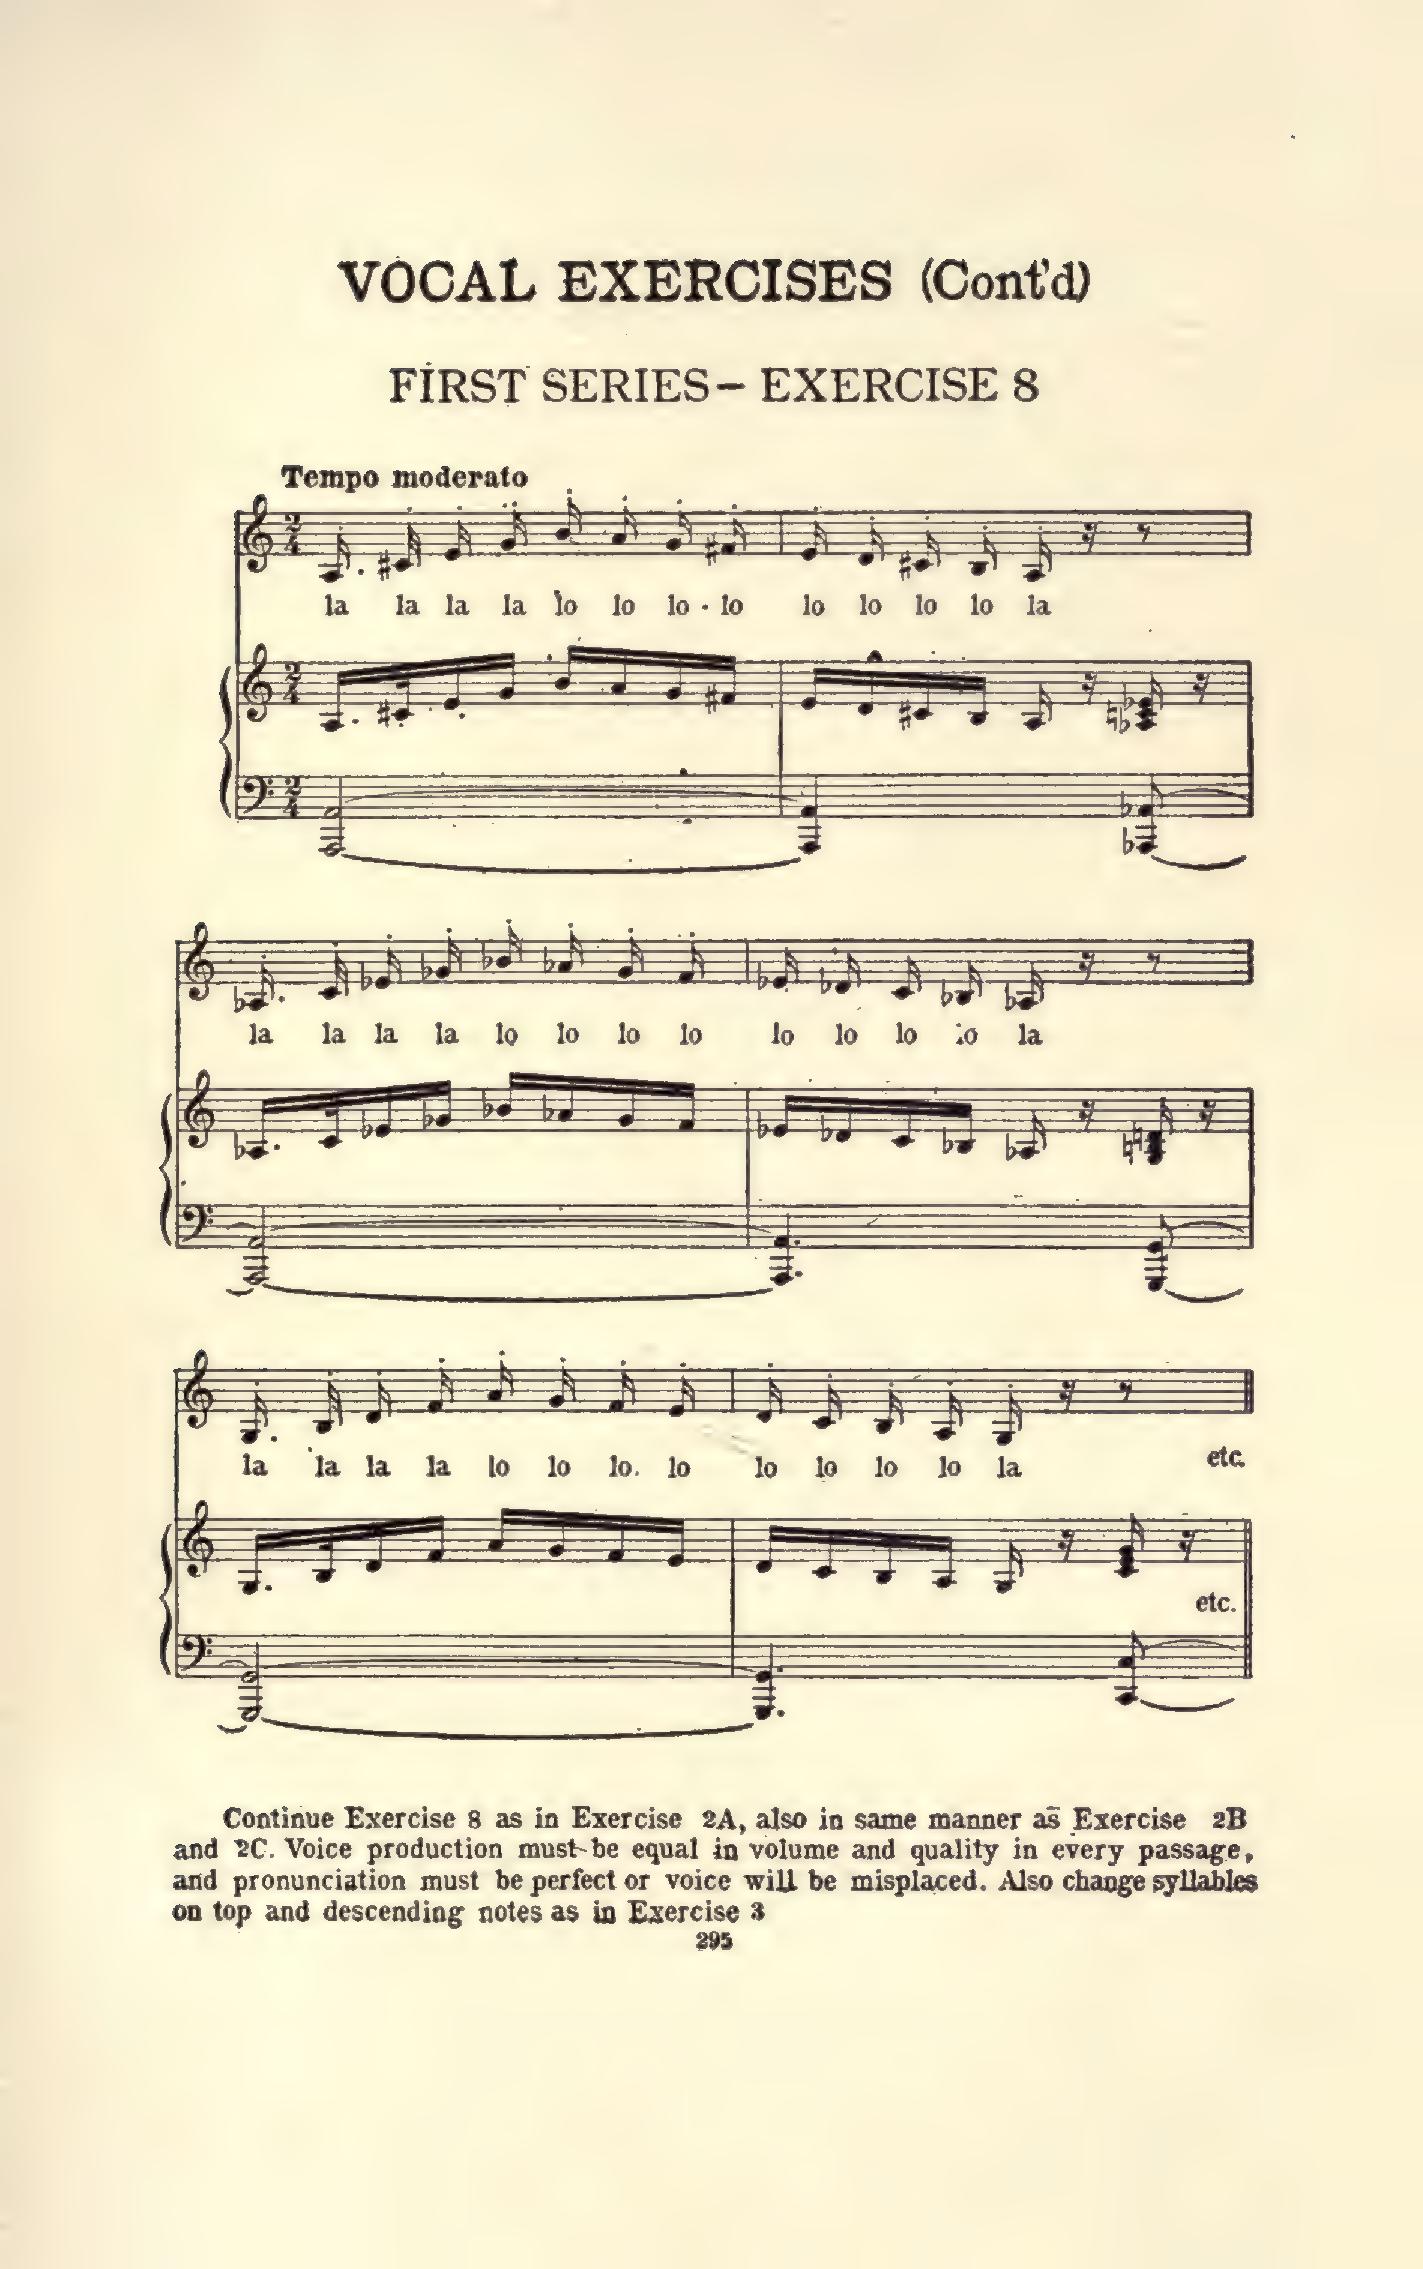 VOCAL EXERCISES (Cont'd)
FIRST SERIES – EXERCISE 8
Tempo moderato
la la la la lo lo lo lo lo lo lo lo la
la la la la lo lo lo lo lo lo lo lo la
la la la la lo lo lo. lo lo lo lo lo la etc.
etc.
Continue Exercise 8 as in Exercise 2A, also in same manner as Exercise 2B
and 2C. Voice production must be equal in volume and quality in every passage,
and pronunciation must be perfect or voice will be misplaced. Also change syllables
on top and descending notes as in Exercise 3
295